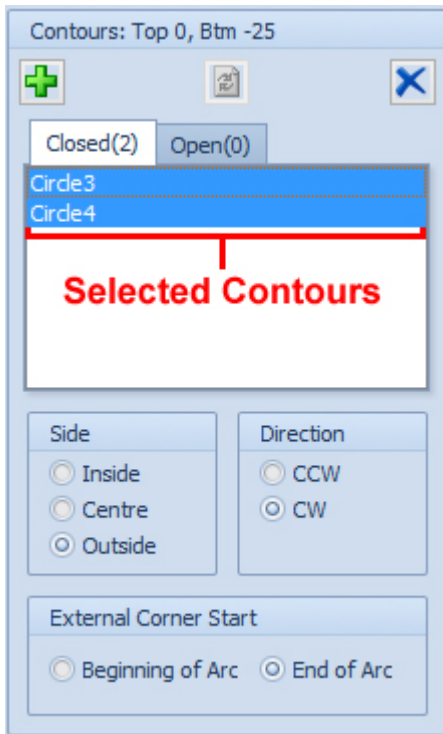 Contours: Top 0, Btm -25
Closed(2) Open(0)
Circle3
Circle4
Selected Contours
Side Direction
Inside CCW
Centre CW
Outside
External Corner Start
Beginning of Arc End of Arc